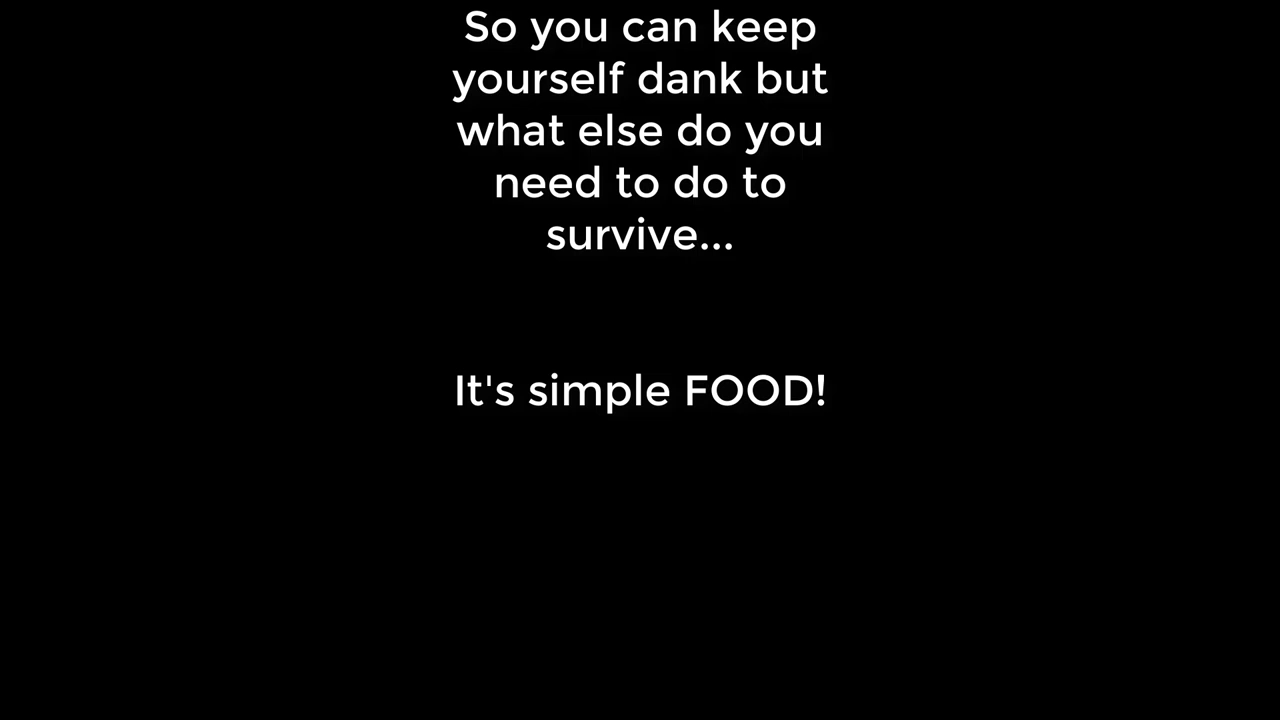 So you can keep
yourself dank but
what else do you
need to do to
survive...
It's simple FOOD!